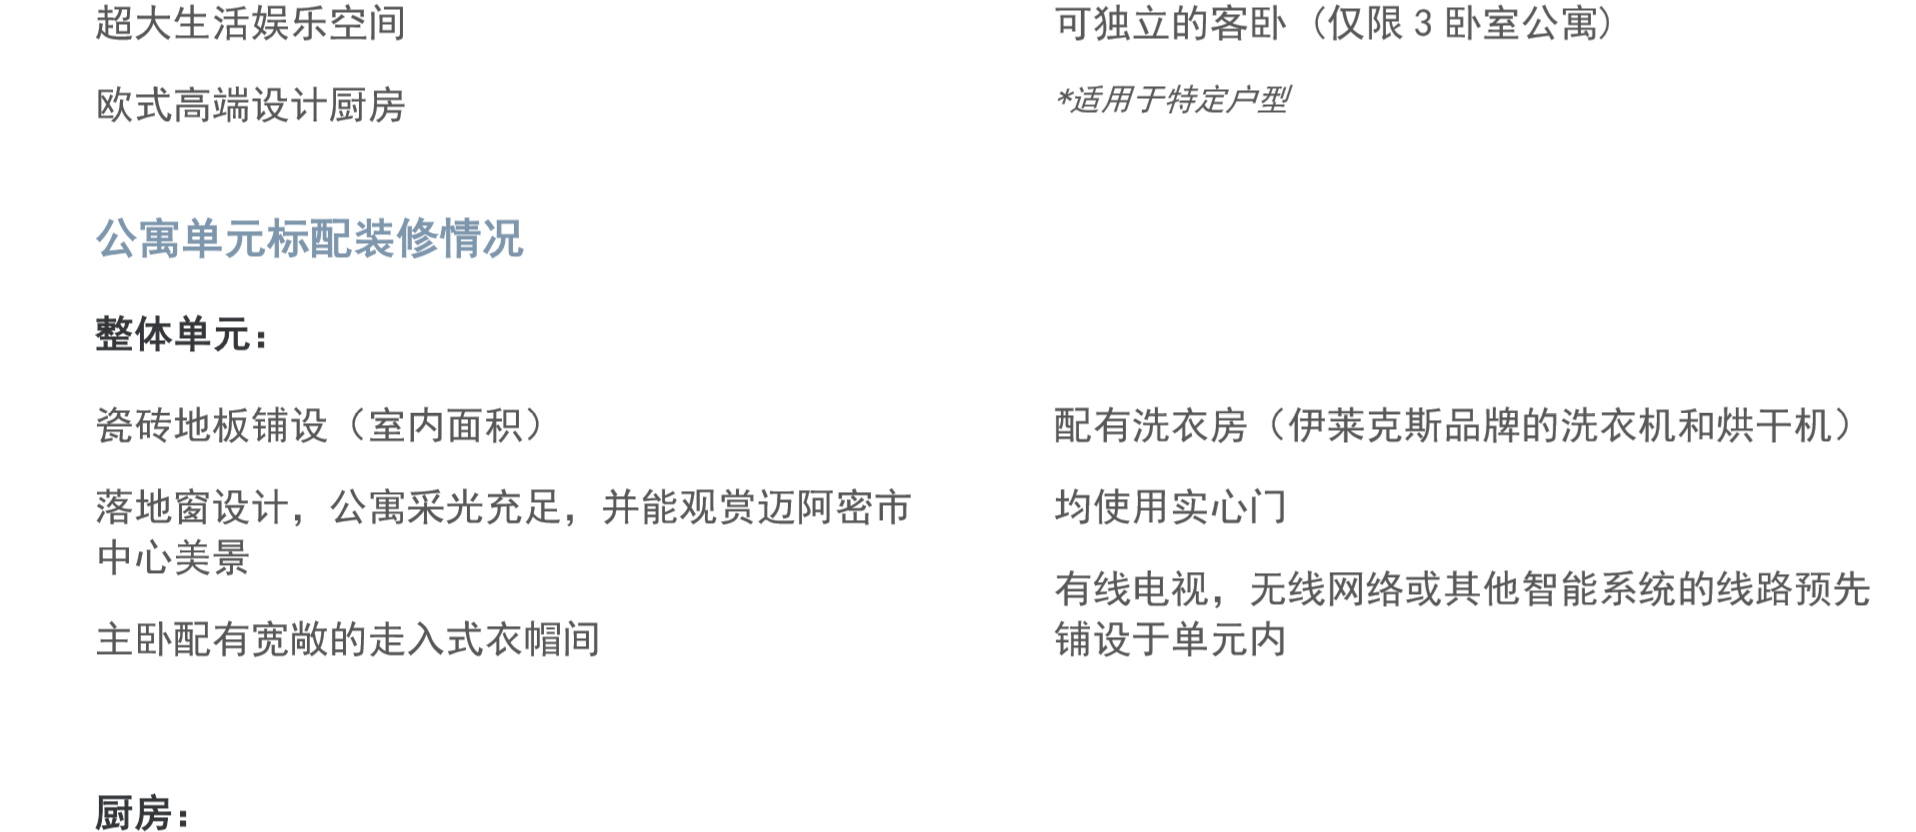 超大生活娱乐空间
欧式高端设计厨房
可独立的客卧（仅限 3 卧室公寓）
*适用于特定户型
公寓单元标配装修情况
整体单元：
瓷砖地板铺设（室内面积）
落地窗设计，公寓采光充足，并能观赏迈阿密市
中心美景
主卧配有宽敞的走入式衣帽间
配有洗衣房（伊莱克斯品牌的洗衣机和烘干机）
均使用实心门
有线电视，无线网络或其他智能系统的线路预先
铺设于单元内
厨房：